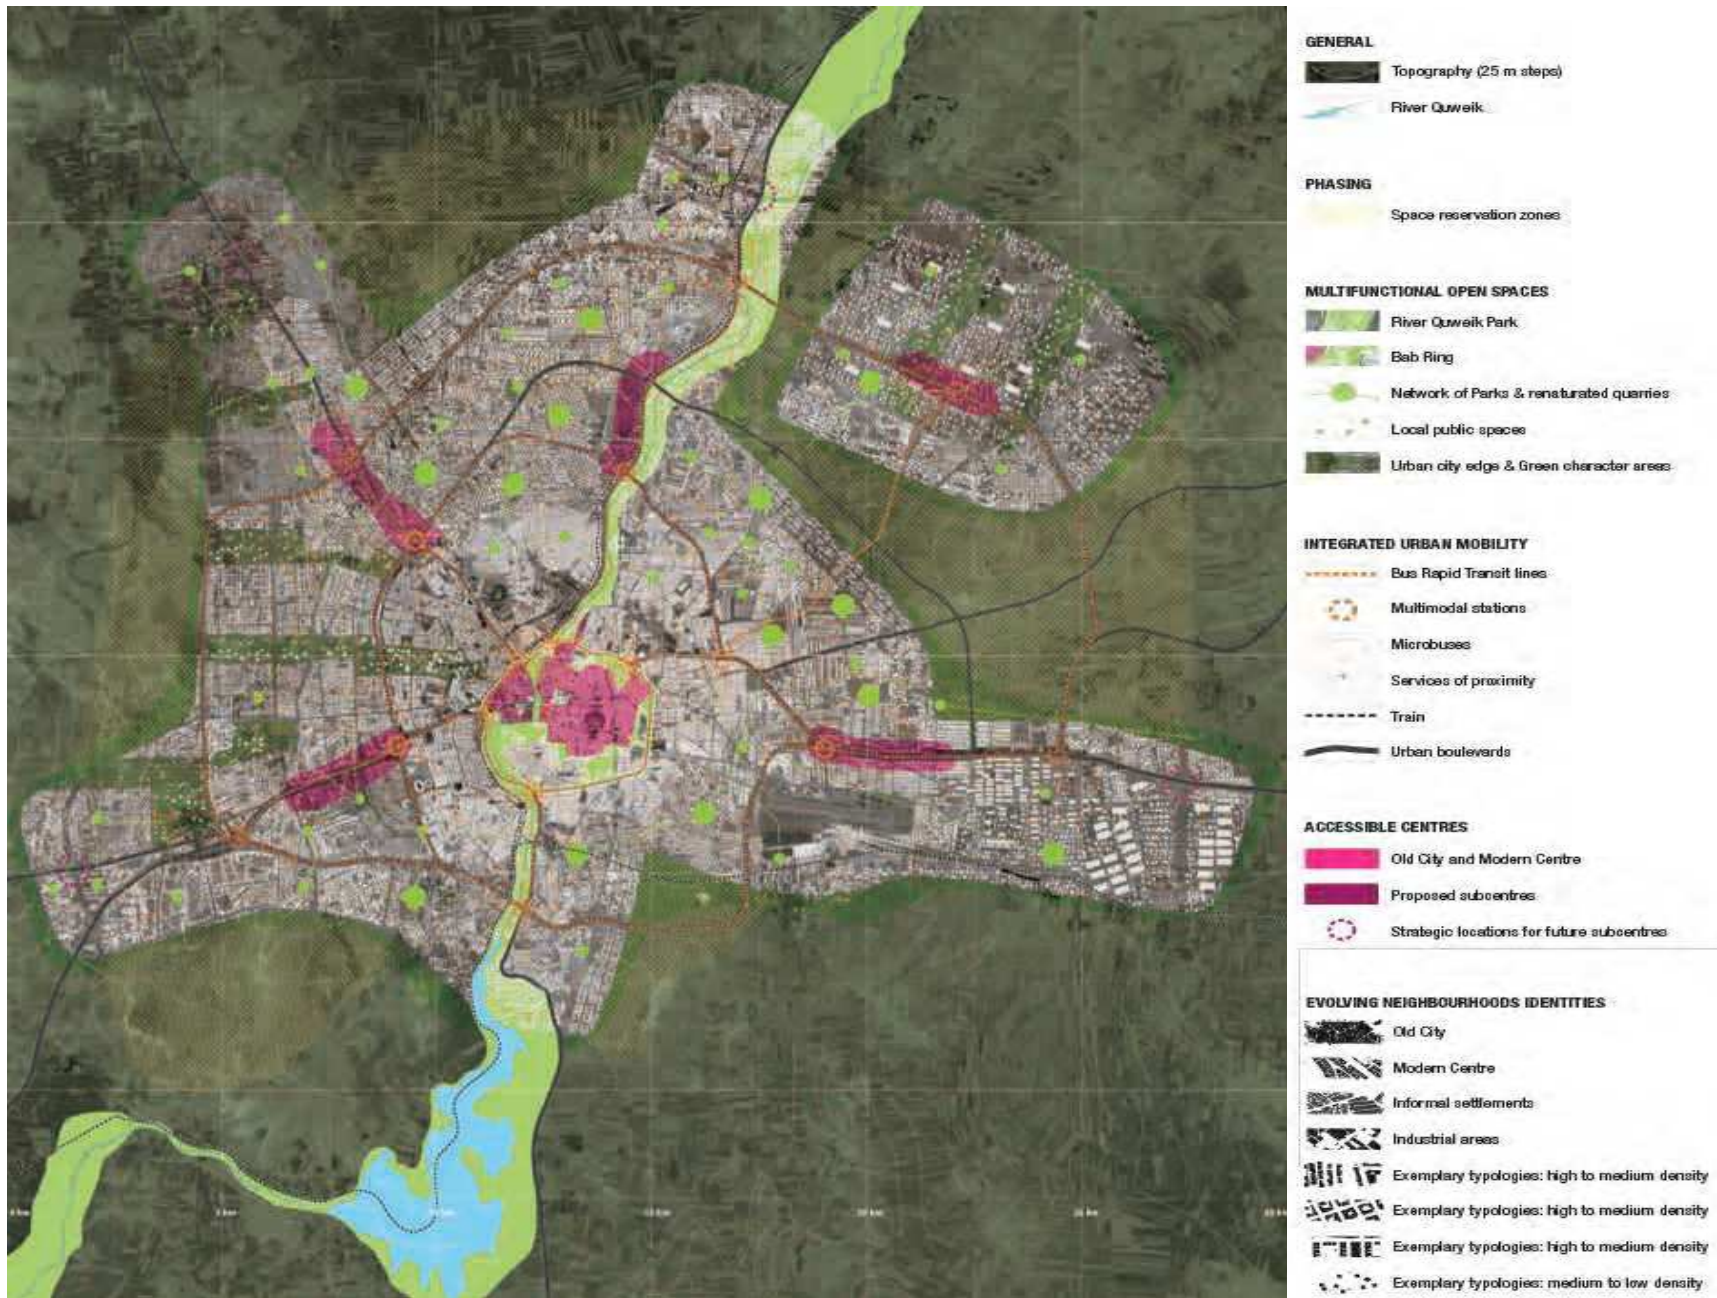 GENERAL
Topography (25 m steps)
River Quweik
PHASING
Space reservation zones
MULTIFUNCTIONAL OPEN SPACES
River Quweik Park
Bab Ring
Network of Parks & renaturated quarries
Local public spaces
Urban city edge & Green character areas
INTEGRATED URBAN MOBILITY
Bus Rapid Transit lines
Multimodal stations
Microbuses
Services of proximity
Train
Urban boulevards
ACCESSIBLE CENTRES
Old City and Modern Centre
Proposed subcentres
Strategic locations for future subcentres
EVOLVING NEIGHBOURHOODS IDENTITIES
Old City
Modern Centre
Informal settlements
Industrial areas
Exemplary typologies: high to medium density
Exemplary typologies: high to medium density
Exemplary typologies: high to medium density
Exemplary typologies: medium to low density